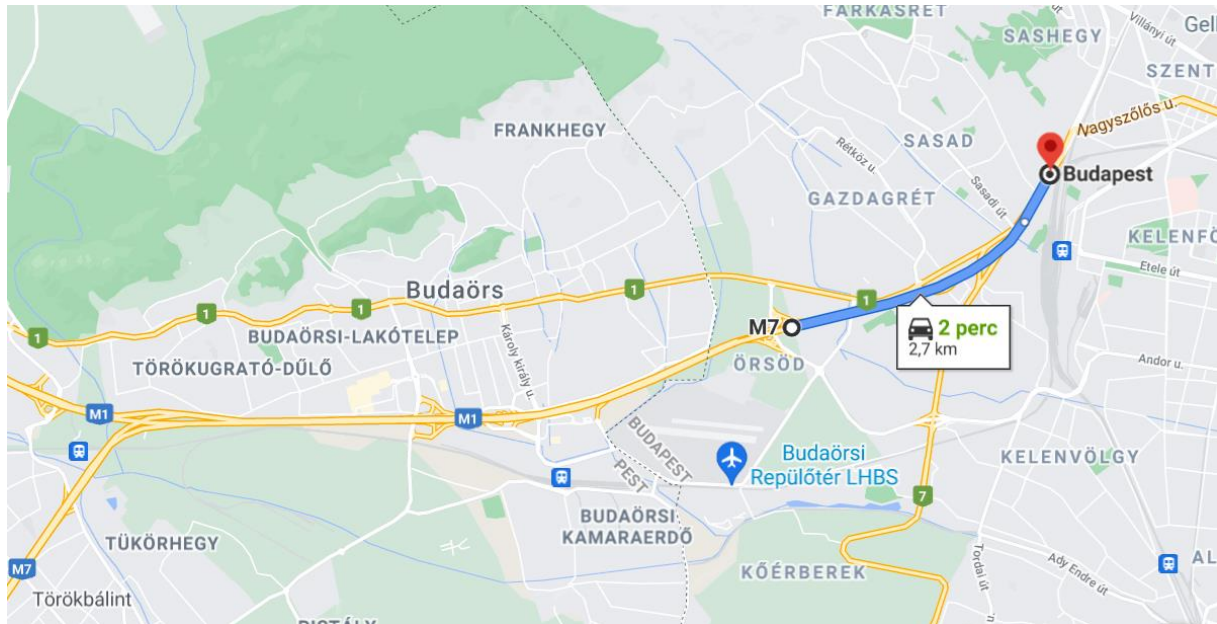 FARKASRÉT
Villányi út
Gel
SASHEGY
SZENT
Nagyszőlős u.
FRANKHEGY
SASAD
Rétköz u.
Budapest
GAZDAGRÉT
Sasadi út
KELENFÖ
Etele út
Budaörs
1
1
1
1
1
M7
2 perc
2,7 km
BUDAÖRSI-LAKÓTELEP
Károly király u.
TÖRÖKUGRATÓ-DŰLŐ
ÖRSÖD
Andor u.
M1
M1
BUDAPEST
PEST
Budaörsi
Repülőtér LHBS
KELENVÖLGY
7
BUDAÖRSI
KAMARAERDŐ
TÜKÖRHEGY
M7
KŐÉRBEREK
Tordai út
Ady Endre út
AL
Törökbálint